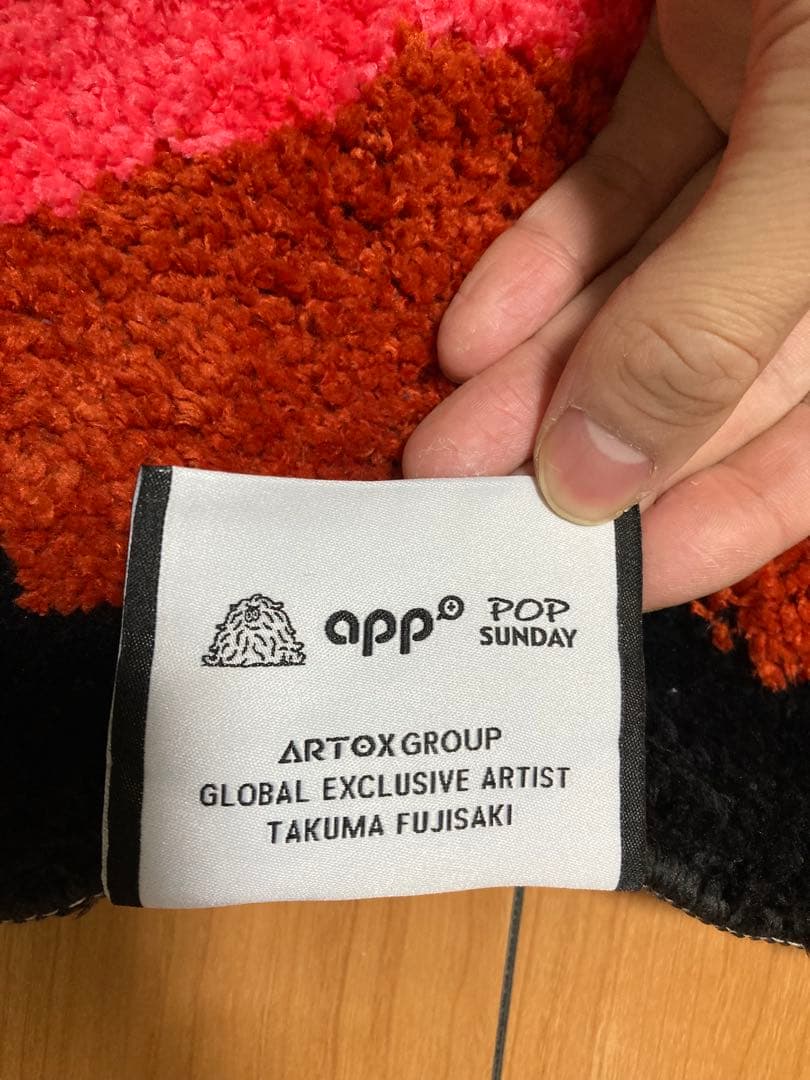 app+ POP SUNDAY
ARTOX GROUP
GLOBAL EXCLUSIVE ARTIST
TAKUMA FUJISAKI